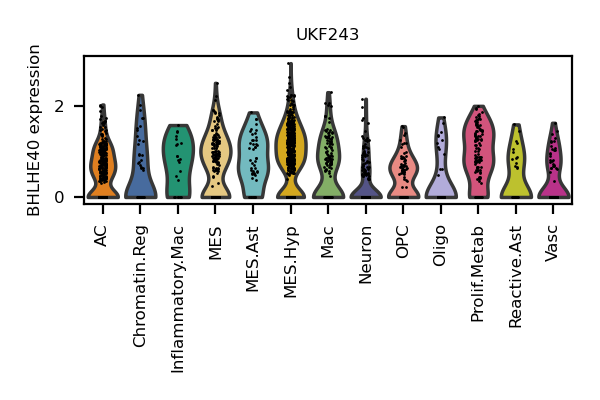 UKF243
BHLHE40 expression
2
0
AC
Chromatin.Reg
Inflammatory.Mac
MES
MES.Ast
MES.Hyp
Mac
Neuron
OPC
Oligo
Prolif.Metab
Reactive.Ast
Vasc